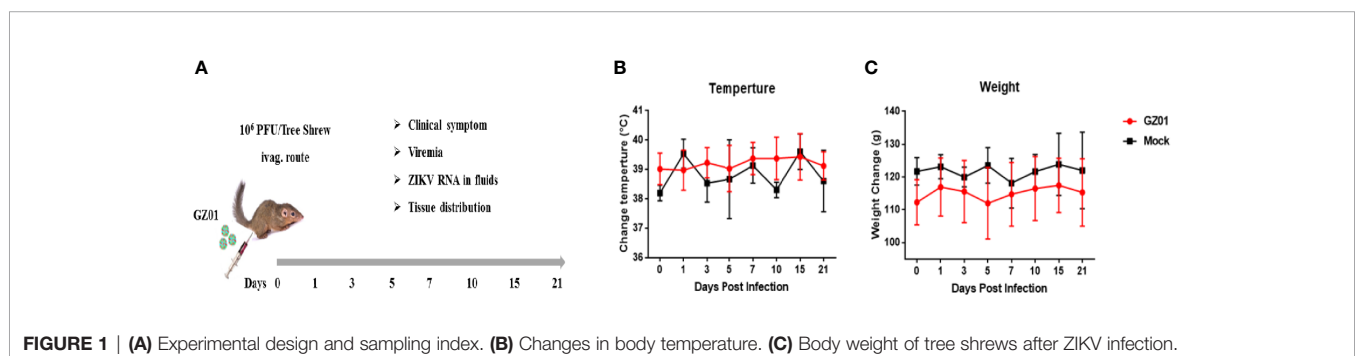 A
10⁶ PFU/Tree Shrew
ivag. route
➢ Clinical symptom
➢ Viremia
➢ ZIKV RNA in fluids
➢ Tissue distribution
GZ01
Days 0 1 3 5 7 10 15 21
B
Temperture
Change temperture (°C)
41
40
39
38
37
36
0 1 3 5 7 10 15 21
Days Post Infection
C
Weight
Weight Change (g)
140
130
120
110
100
0 1 3 5 7 10 15 21
Days Post Infection
GZ01
Mock
FIGURE 1 | (A) Experimental design and sampling index. (B) Changes in body temperature. (C) Body weight of tree shrews after ZIKV infection.